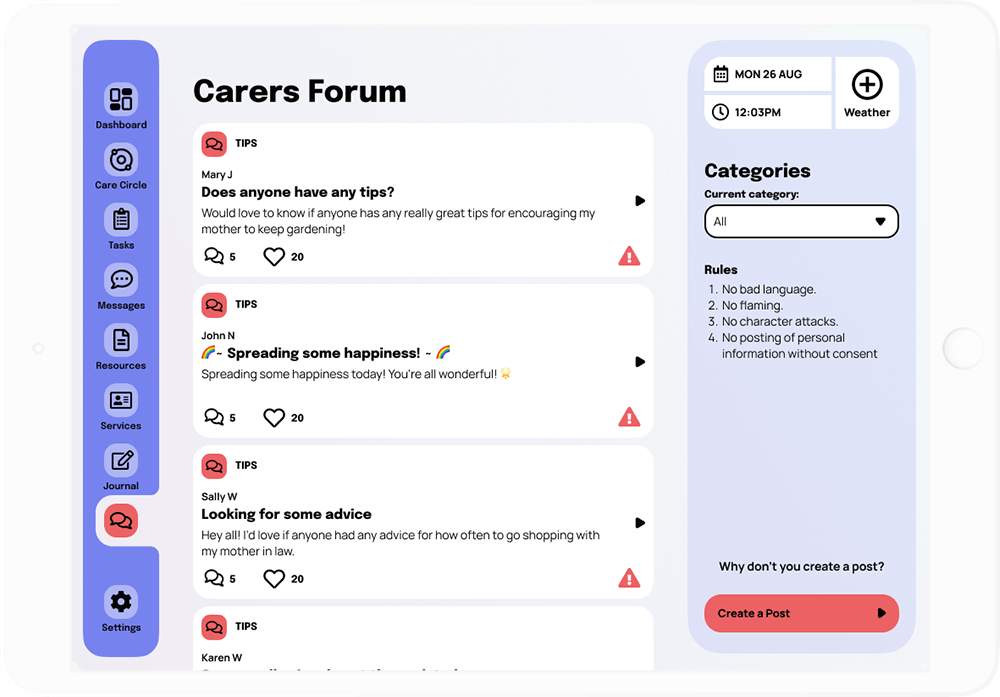 Dashboard
Care Circle
Tasks
Messages
Resources
Services
Journal
Settings
Carers Forum
TIPS
Mary J
Does anyone have any tips?
Would love to know if anyone has any really great tips for encouraging my
mother to keep gardening!
5
20
TIPS
John N
🌈~ Spreading some happiness! ~ 🌈
Spreading some happiness today! You're all wonderful!
5
20
TIPS
Sally W
Looking for some advice
Hey all! I'd love if anyone had any advice for how often to go shopping with
my mother in law.
5
20
TIPS
Karen W
MON 26 AUG
12:03PM
Weather
Categories
Current category:
All
Rules
1. No bad language.
2. No flaming.
3. No character attacks.
4. No posting of personal
information without consent
Why don't you create a post?
Create a Post